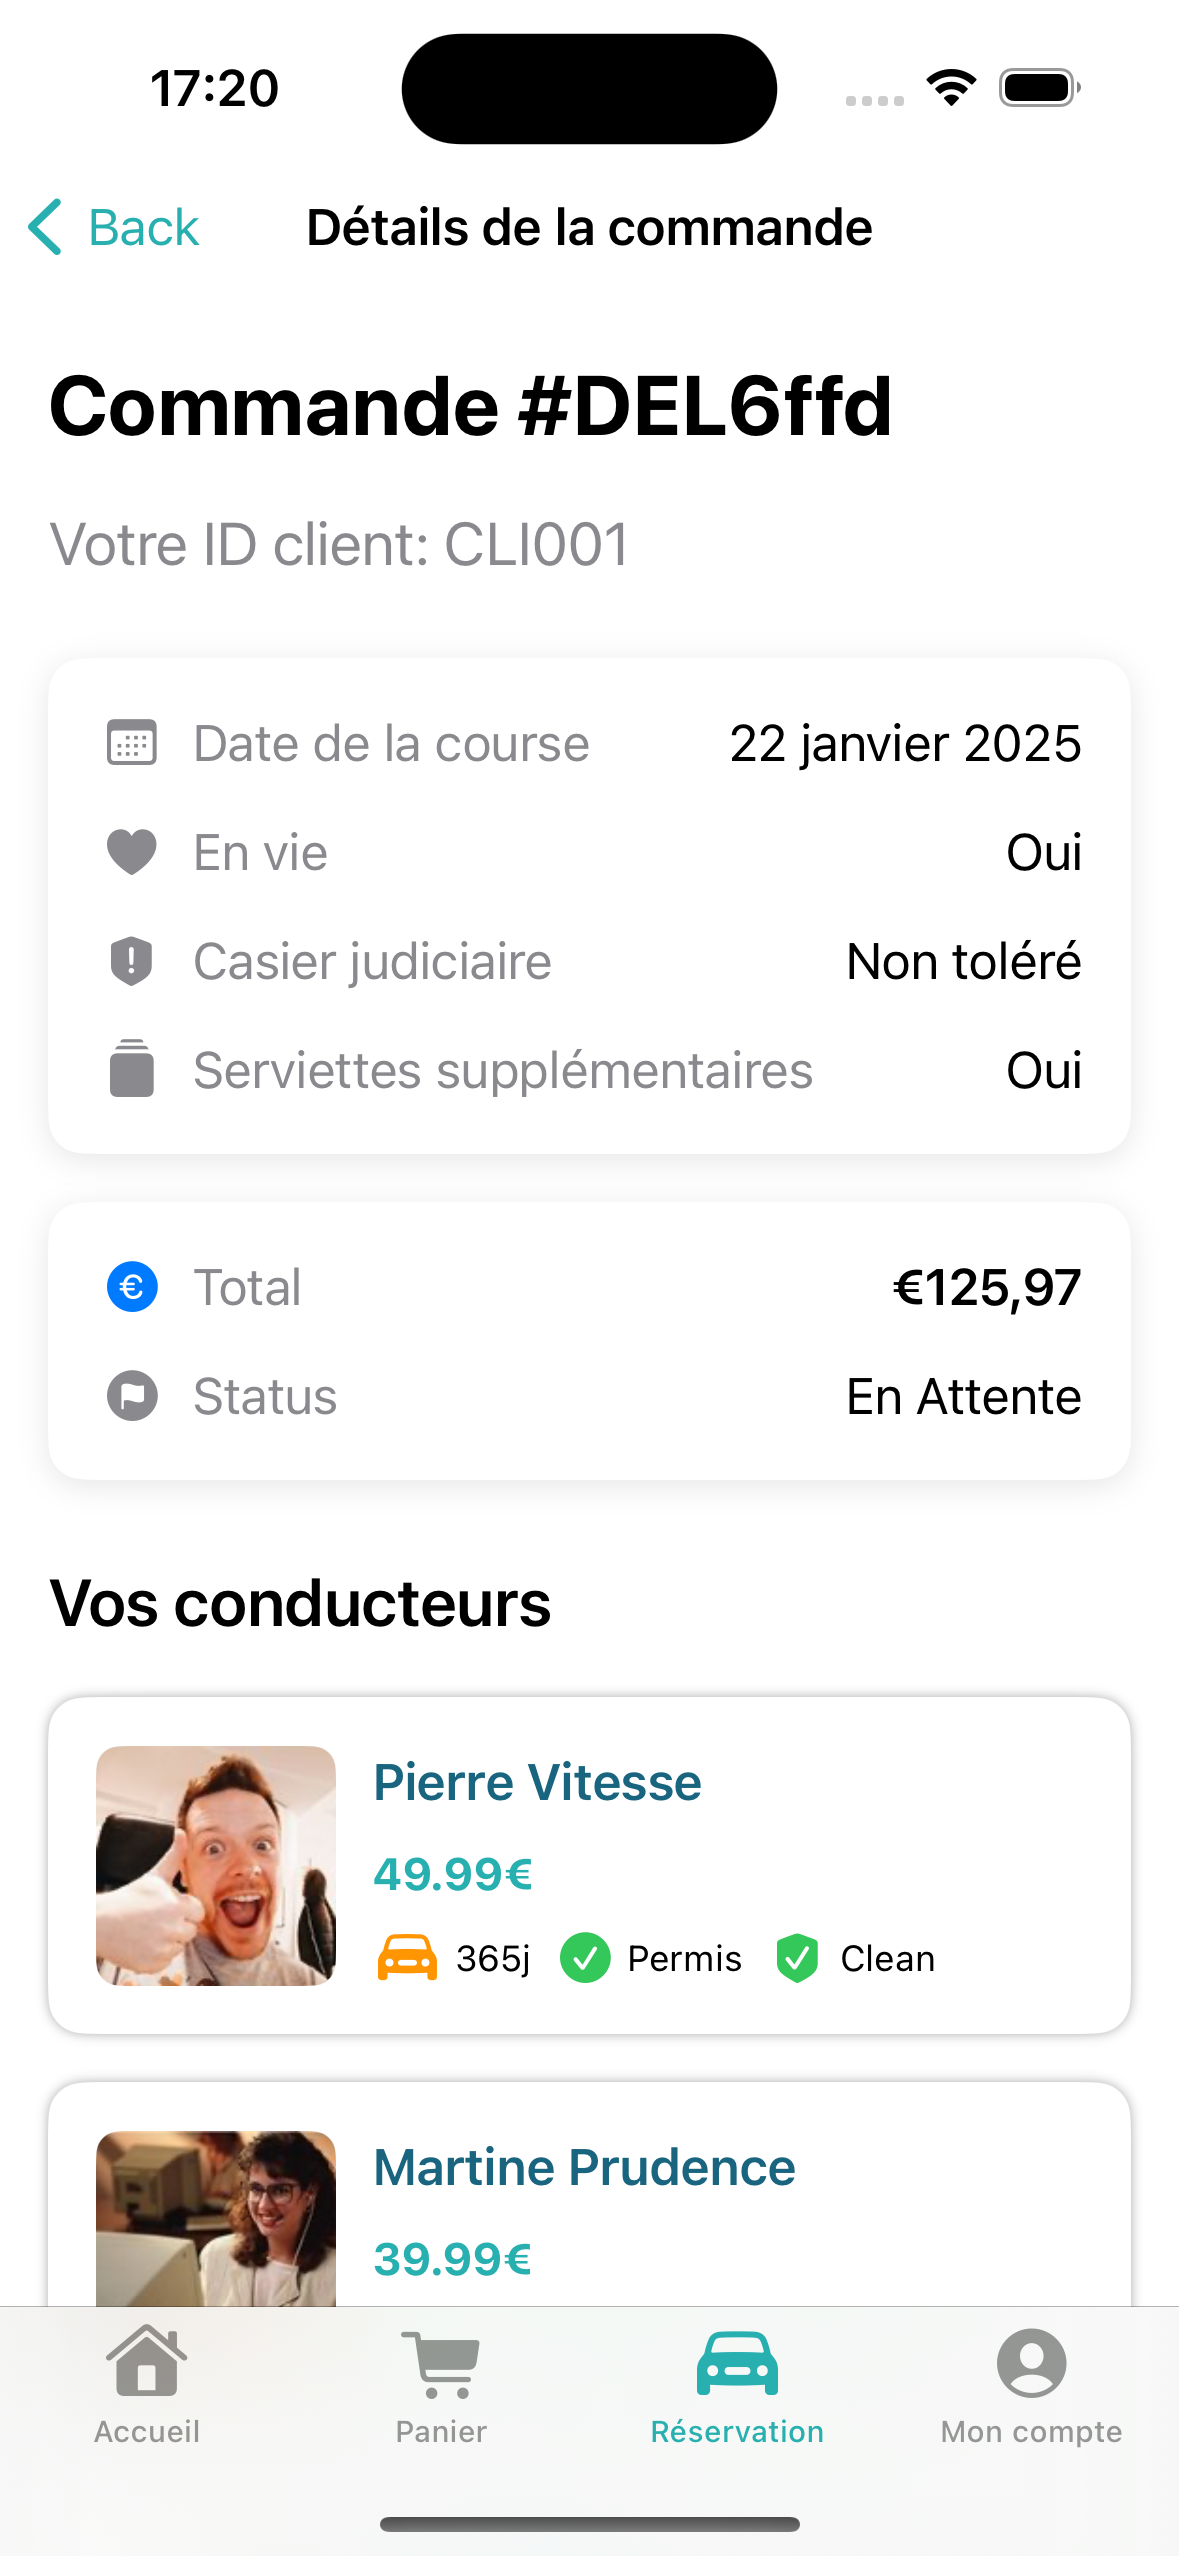 17:20
Back
Détails de la commande
Commande #DEL6ffd
Votre ID client: CLI001
Date de la course 22 janvier 2025
En vie Oui
Casier judiciaire Non toléré
Serviettes supplémentaires Oui
€ Total €125,97
Status En Attente
Vos conducteurs
Pierre Vitesse
49.99€
365j Permis Clean
Martine Prudence
39.99€
Accueil Panier Réservation Mon compte